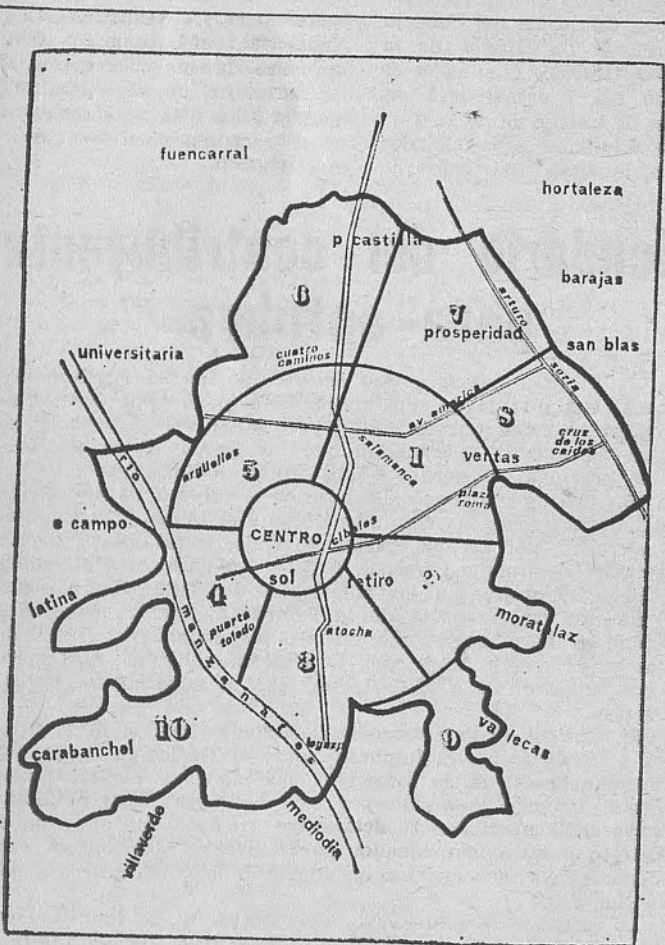 fuencarral
hortaleza
p castilla
barajas
6
7
arturo
prosperidad
san blas
universitaria
cuatro
caminos
soria
av. america
8
cruz
de los
caidos
salamanca
1
ventas
argüelles
5
rio
plaza
roma
CENTRO
cibeles
e campo
sol
retiro
2
latina
4
puerta
toledo
moratalaz
atocha
manzanares
3
10
legazpi
9
vallecas
carabanchel
villaverde
mediodia